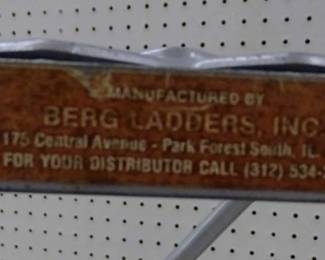 MANUFACTURED BY
BERG LADDERS, INC.
175 Central Avenue - Park Forest South, IL.
FOR YOUR DISTRIBUTOR CALL (312) 534-